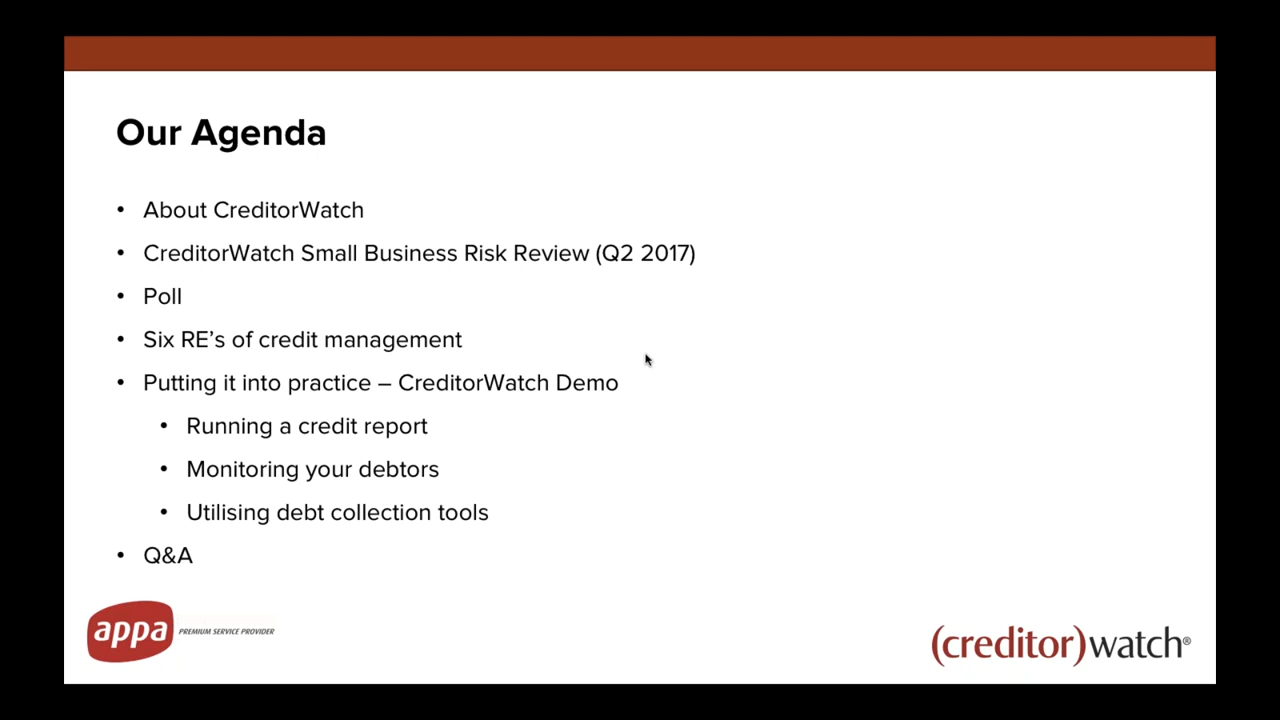 Our Agenda
• About CreditorWatch
• CreditorWatch Small Business Risk Review (Q2 2017)
• Poll
• Six RE’s of credit management
• Putting it into practice – CreditorWatch Demo
• Running a credit report
• Monitoring your debtors
• Utilising debt collection tools
• Q&A
appa PREMIUM SERVICE PROVIDER
(creditor)watch®